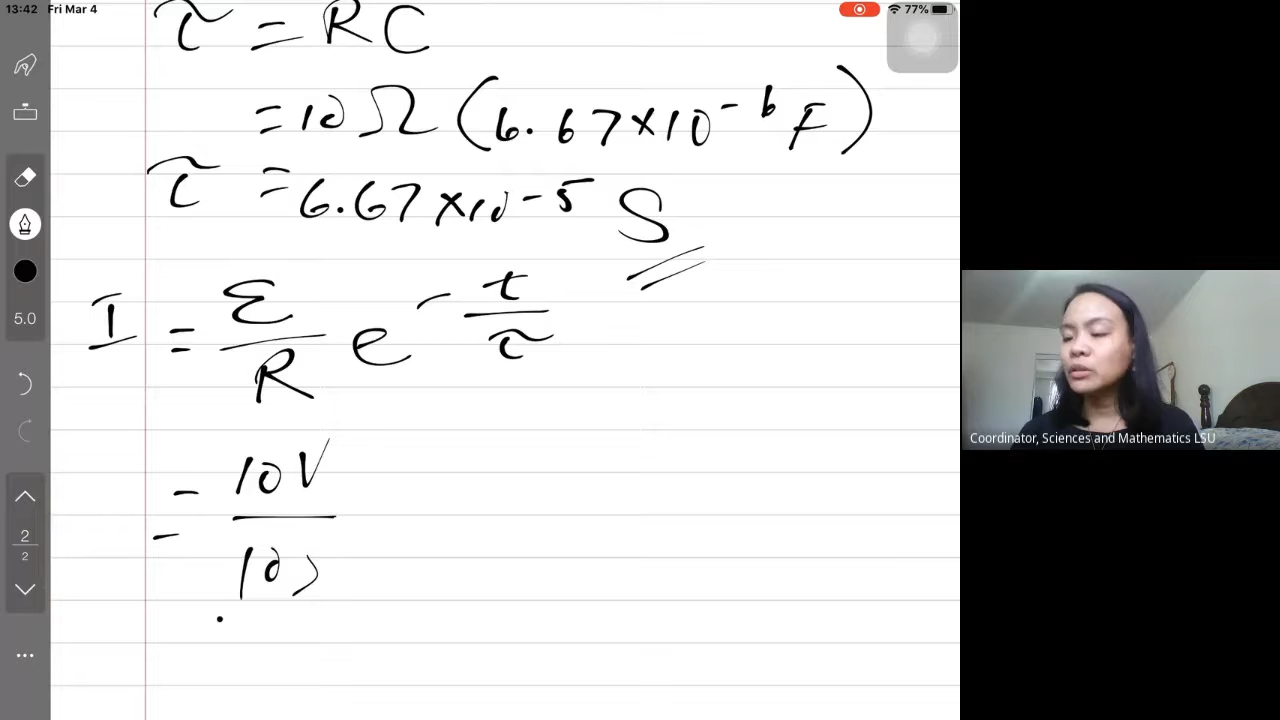 13:42 Fri Mar 4
77%
τ = RC
= 10 Ω (6.67×10⁻⁶ F)
τ = 6.67×10⁻⁵ S
I = ε/R e^(-t/τ)
5.0
= 10V/10
2
2
Coordinator, Sciences and Mathematics LSU